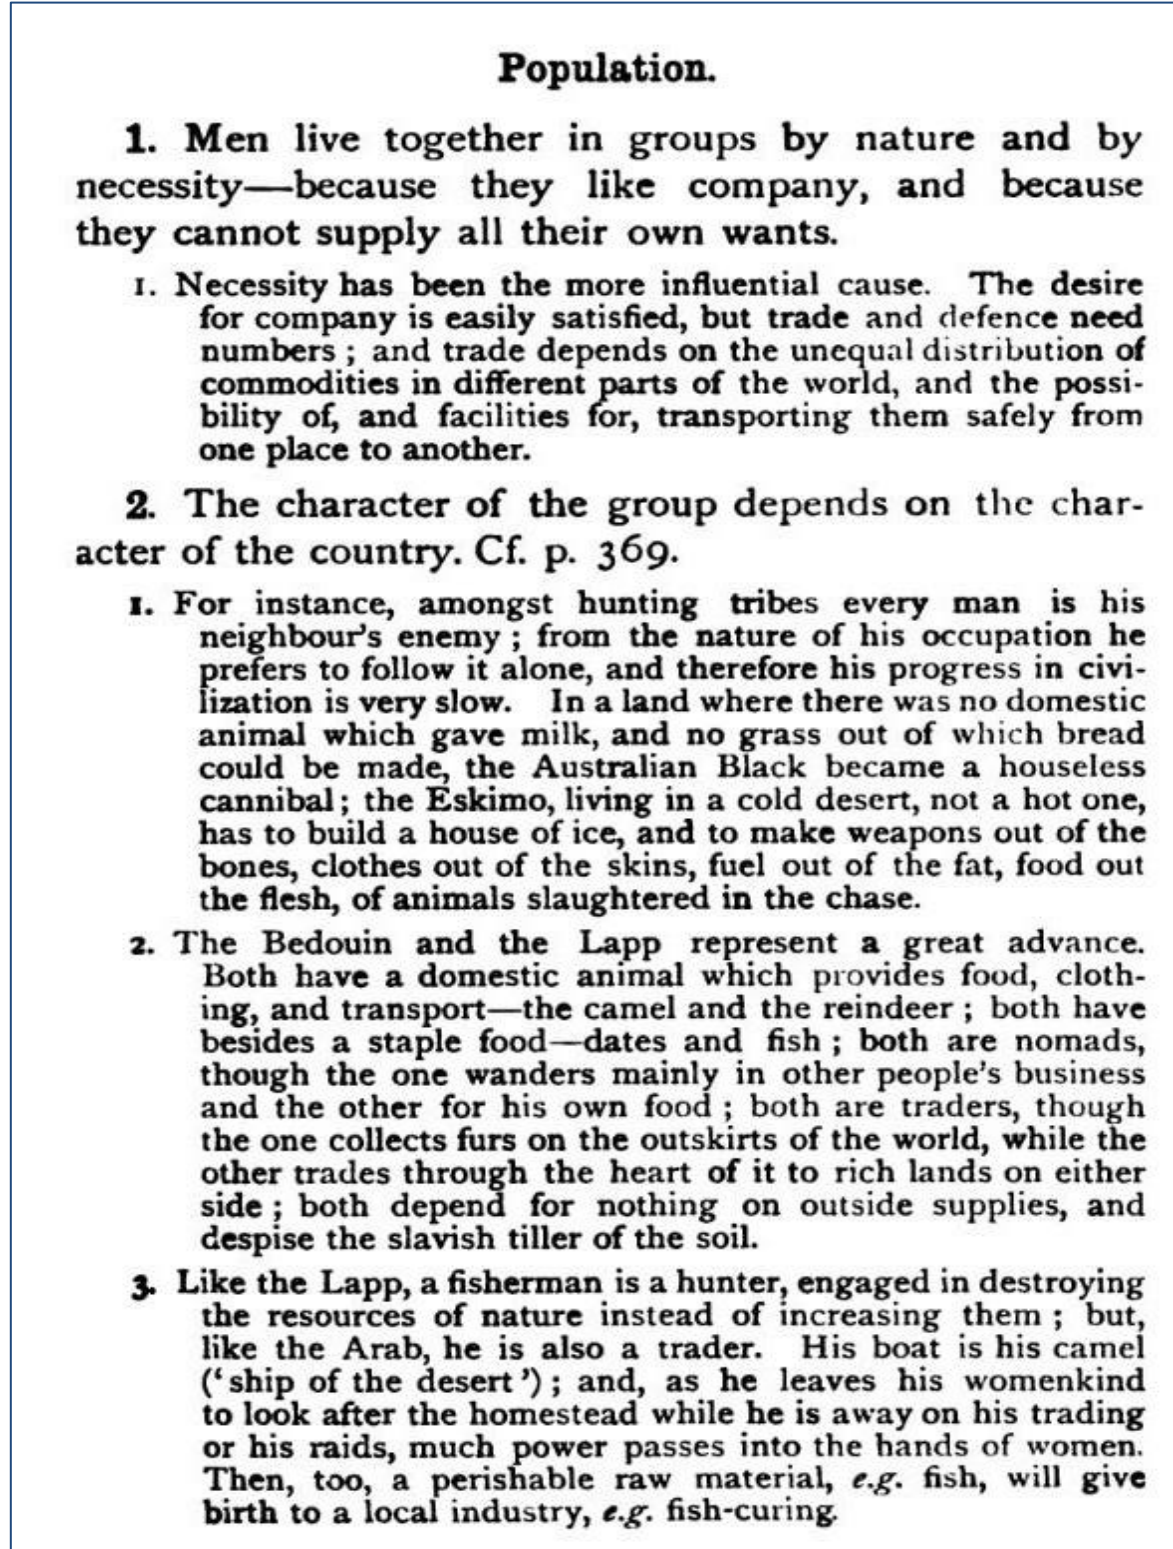 Population.
1. Men live together in groups by nature and by
necessity—because they like company, and because
they cannot supply all their own wants.
1. Necessity has been the more influential cause. The desire
for company is easily satisfied, but trade and defence need
numbers ; and trade depends on the unequal distribution of
commodities in different parts of the world, and the possi-
bility of, and facilities for, transporting them safely from
one place to another.
2. The character of the group depends on the char-
acter of the country. Cf. p. 369.
1. For instance, amongst hunting tribes every man is his
neighbour's enemy ; from the nature of his occupation he
prefers to follow it alone, and therefore his progress in civi-
lization is very slow. In a land where there was no domestic
animal which gave milk, and no grass out of which bread
could be made, the Australian Black became a houseless
cannibal ; the Eskimo, living in a cold desert, not a hot one,
has to build a house of ice, and to make weapons out of the
bones, clothes out of the skins, fuel out of the fat, food out
the flesh, of animals slaughtered in the chase.
2. The Bedouin and the Lapp represent a great advance.
Both have a domestic animal which provides food, cloth-
ing, and transport—the camel and the reindeer ; both have
besides a staple food—dates and fish ; both are nomads,
though the one wanders mainly in other people's business
and the other for his own food ; both are traders, though
the one collects furs on the outskirts of the world, while the
other trades through the heart of it to rich lands on either
side ; both depend for nothing on outside supplies, and
despise the slavish tiller of the soil.
3. Like the Lapp, a fisherman is a hunter, engaged in destroying
the resources of nature instead of increasing them ; but,
like the Arab, he is also a trader. His boat is his camel
('ship of the desert') ; and, as he leaves his womenkind
to look after the homestead while he is away on his trading
or his raids, much power passes into the hands of women.
Then, too, a perishable raw material, e.g. fish, will give
birth to a local industry, e.g. fish-curing.